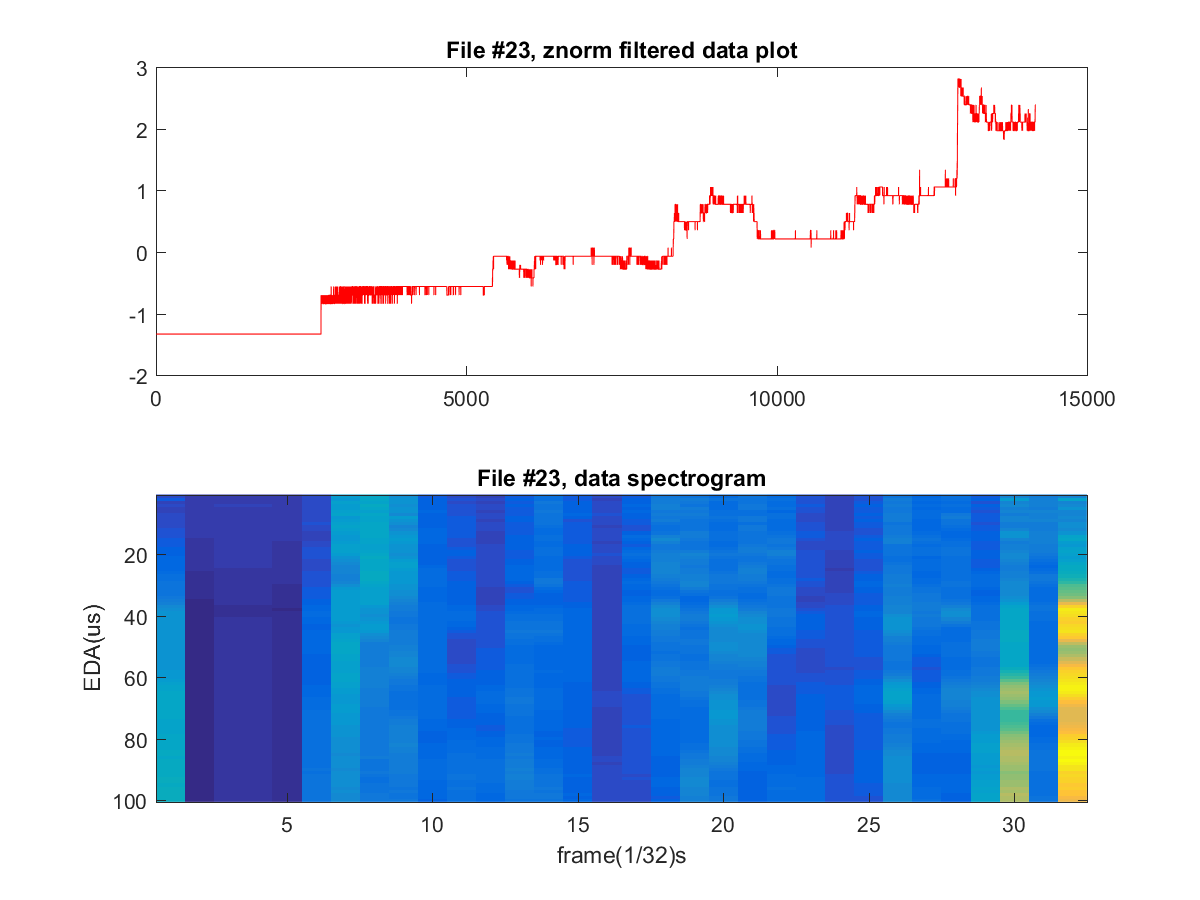 File #23, znorm filtered data plot
3
2
1
0
-1
-2
0 5000 10000 15000
File #23, data spectrogram
20
40
60
80
100
EDA(us)
5 10 15 20 25 30
frame(1/32)s